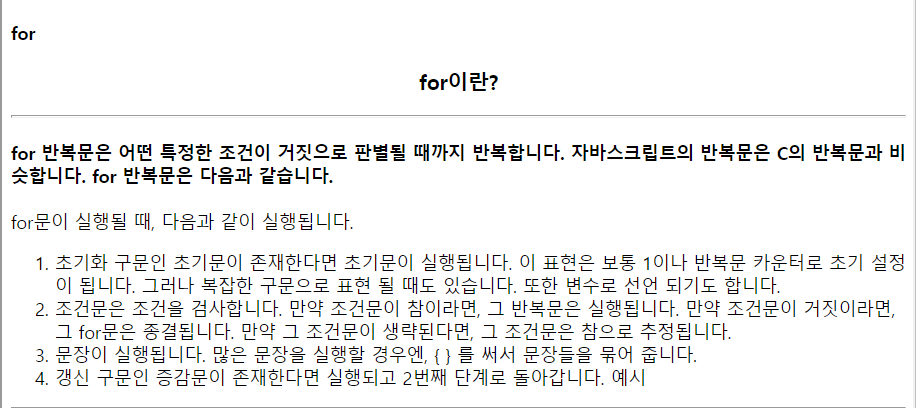 for
for이란?
for 반복문은 어떤 특정한 조건이 거짓으로 판별될 때까지 반복합니다. 자바스크립트의 반복문은 C의 반복문과 비
슷합니다. for 반복문은 다음과 같습니다.
for문이 실행될 때, 다음과 같이 실행됩니다.
1. 초기화 구문인 초기문이 존재한다면 초기문이 실행됩니다. 이 표현은 보통 1이나 반복문 카운터로 초기 설정
이 됩니다. 그러나 복잡한 구문으로 표현 될 때도 있습니다. 또한 변수로 선언 되기도 합니다.
2. 조건문은 조건을 검사합니다. 만약 조건문이 참이라면, 그 반복문은 실행됩니다. 만약 조건문이 거짓이라면,
그 for문은 종결됩니다. 만약 그 조건문이 생략된다면, 그 조건문은 참으로 추정됩니다.
3. 문장이 실행됩니다. 많은 문장을 실행할 경우엔, { } 를 써서 문장들을 묶어 줍니다.
4. 갱신 구문인 증감문이 존재한다면 실행되고 2번째 단계로 돌아갑니다. 예시